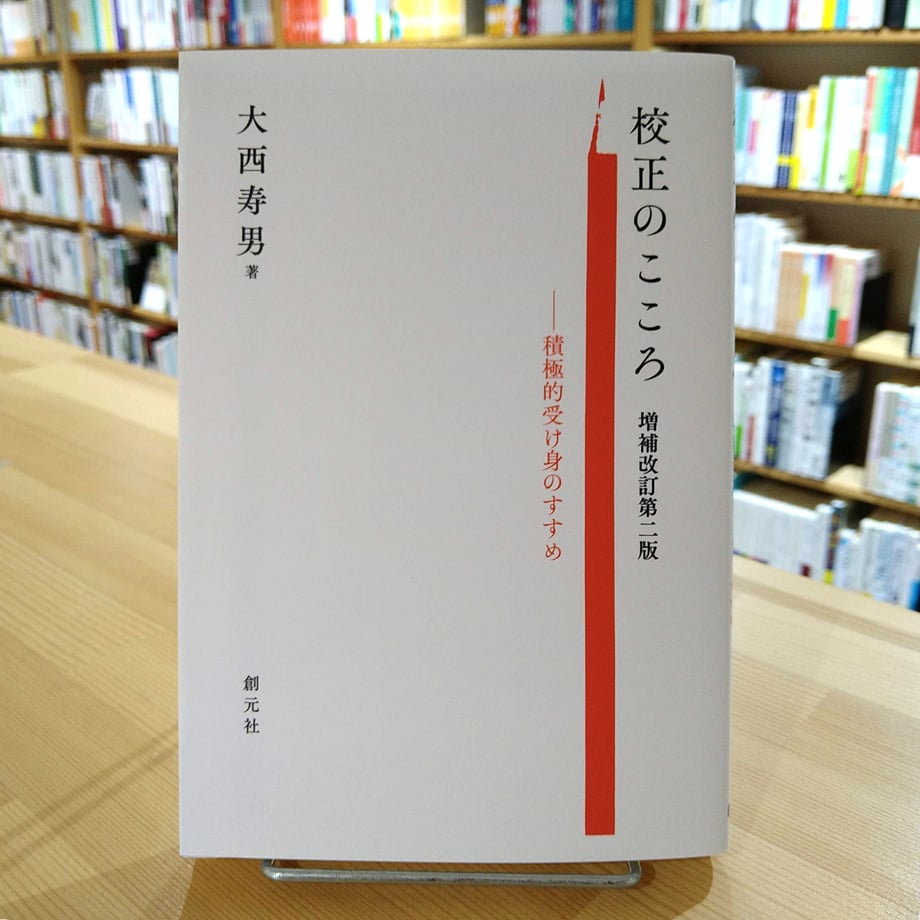 校正のこころ
増補改訂第二版
──積極的受け身のすすめ
大西寿男 著
創元社